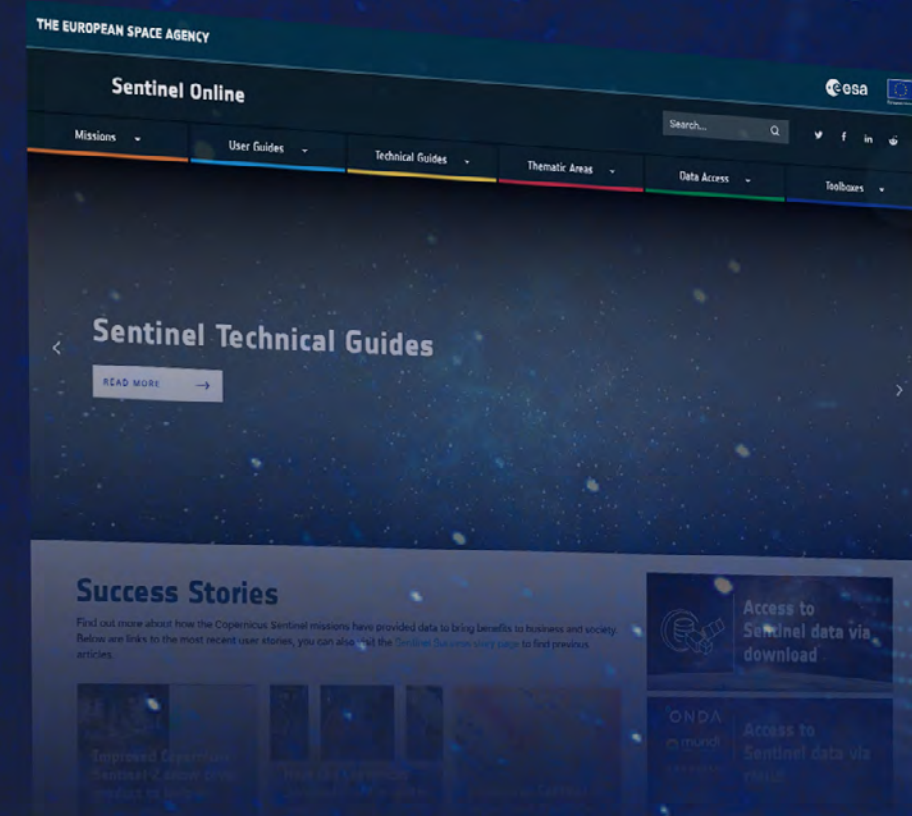 THE EUROPEAN SPACE AGENCY
esa
Sentinel Online
Search...
Missions
User Guides
Technical Guides
Thematic Areas
Data Access
Toolboxes
Sentinel Technical Guides
READ MORE
Success Stories
Find out more about how the Copernicus Sentinel missions have provided data to bring benefits to business and society.
Below are links to the most recent user stories, you can also visit the Sentinel Success story page to find previous
articles.
Access to
Sentinel data via
download
ONDA
mundi
Access to
Sentinel data via
Improved Copernicus